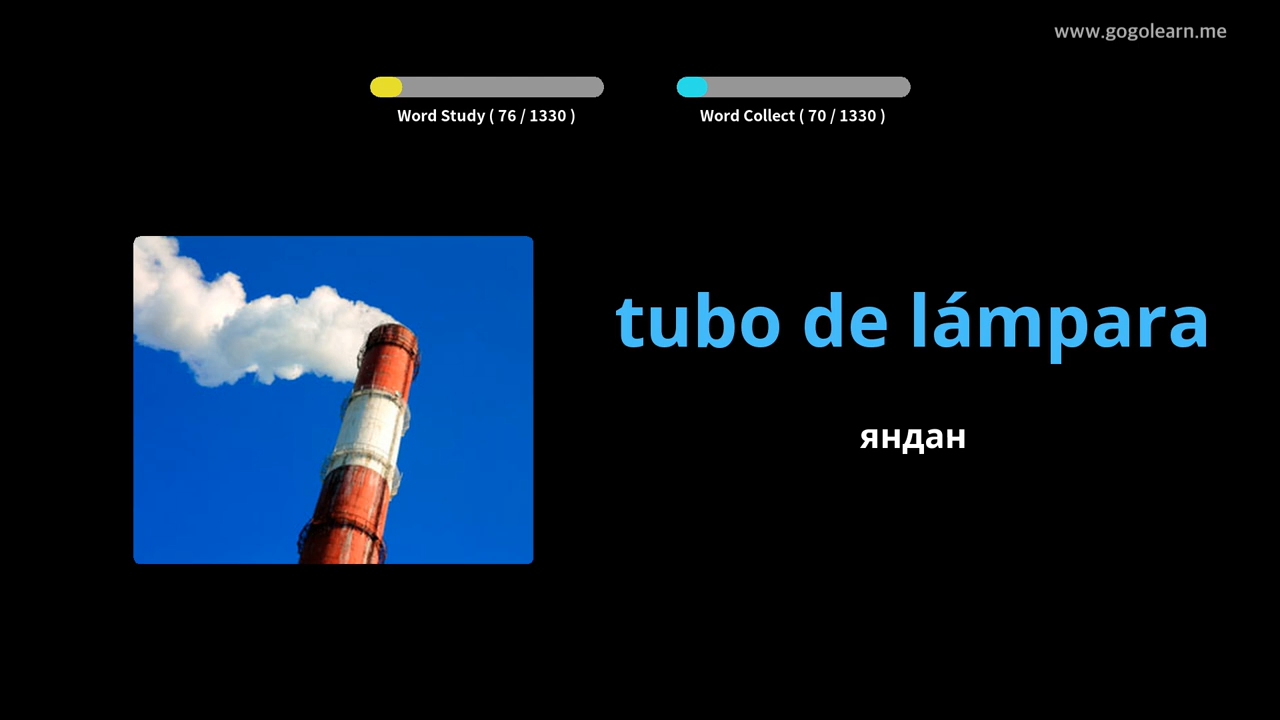 www.gogolearn.me
Word Study ( 76 / 1330 )
Word Collect ( 70 / 1330 )
tubo de lámpara
яндан